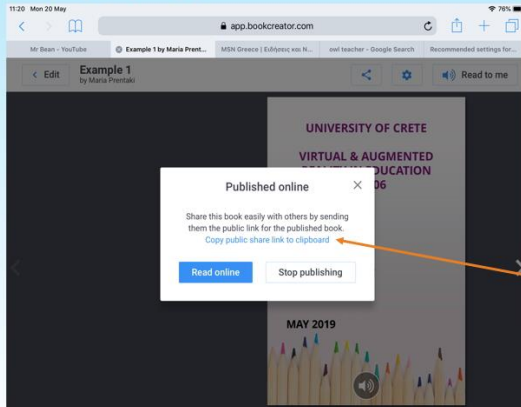 11:20 Mon 20 May
76%
app.bookcreator.com
Mr Bean - YouTube
Example 1 by Maria Prent...
MSN Greece | Ειδήσεις και Ν...
owl teacher - Google Search
Recommended settings for...
Edit
Example 1
by Maria Prentaki
Read to me
UNIVERSITY OF CRETE
VIRTUAL & AUGMENTED
EDUCATION
06
Published online
Share this book easily with others by sending
them the public link for the published book.
Copy public share link to clipboard
Read online
Stop publishing
MAY 2019